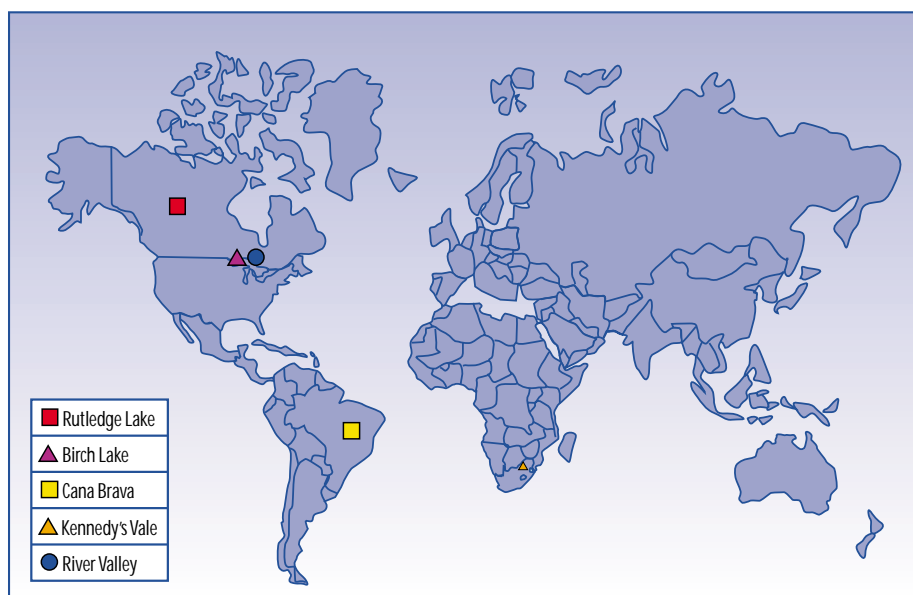 Rutledge Lake
Birch Lake
Cana Brava
Kennedy's Vale
River Valley